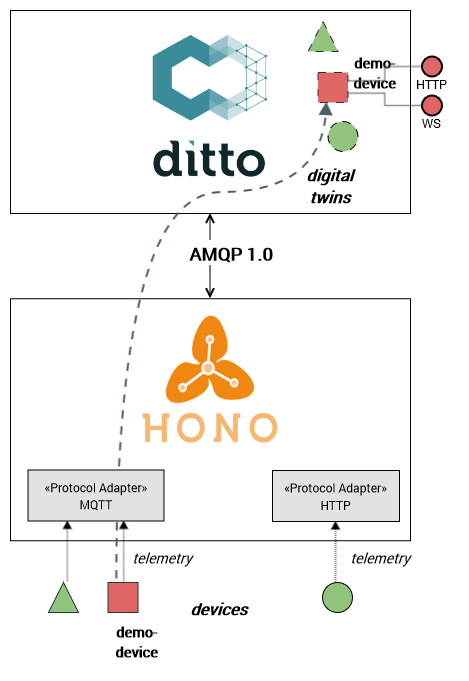 demo-
device
HTTP
WS
ditto
digital
twins
AMQP 1.0
HONO
«Protocol Adapter»
MQTT
«Protocol Adapter»
HTTP
telemetry
telemetry
devices
demo-
device